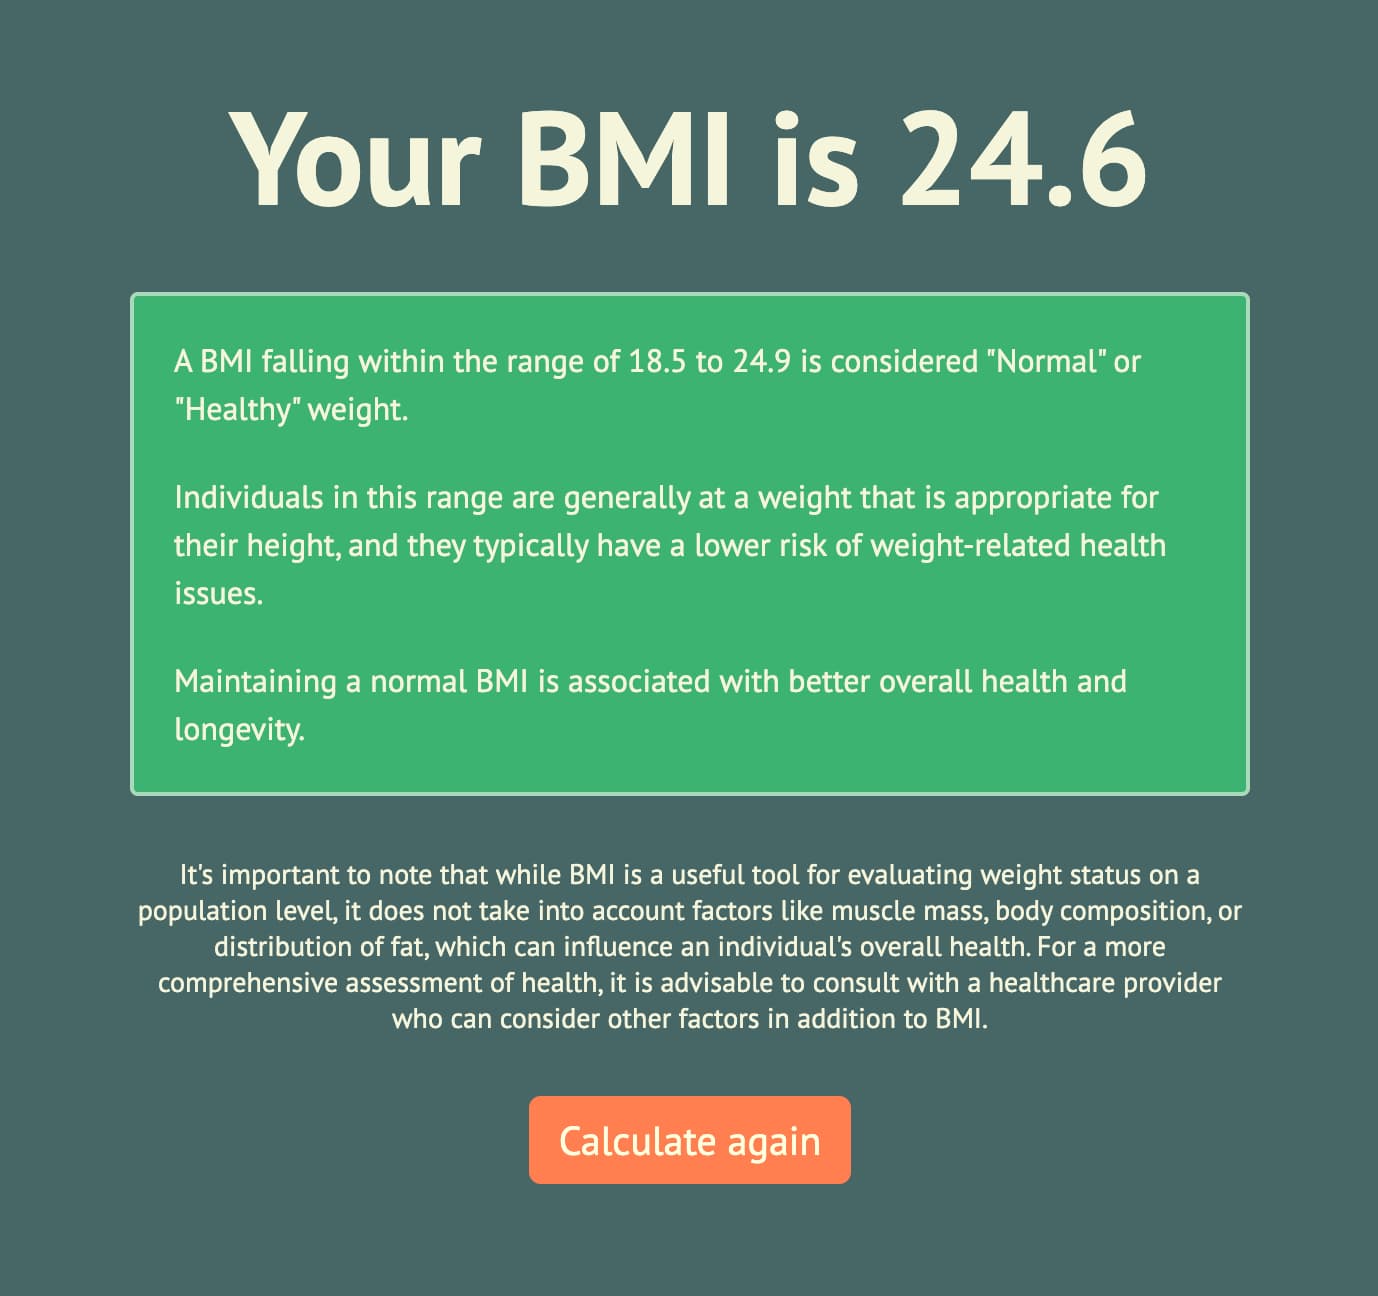 Your BMI is 24.6
A BMI falling within the range of 18.5 to 24.9 is considered "Normal" or
"Healthy" weight.
Individuals in this range are generally at a weight that is appropriate for
their height, and they typically have a lower risk of weight-related health
issues.
Maintaining a normal BMI is associated with better overall health and
longevity.
It's important to note that while BMI is a useful tool for evaluating weight status on a
population level, it does not take into account factors like muscle mass, body composition, or
distribution of fat, which can influence an individual's overall health. For a more
comprehensive assessment of health, it is advisable to consult with a healthcare provider
who can consider other factors in addition to BMI.
Calculate again